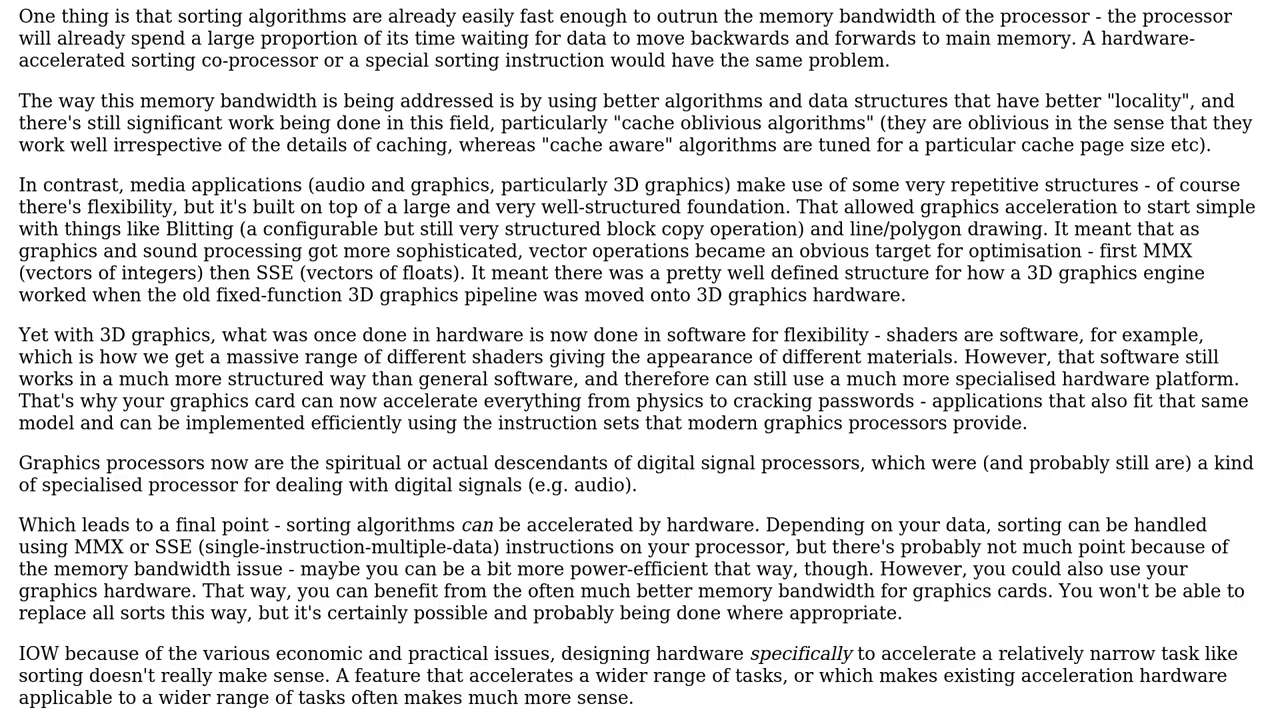 One thing is that sorting algorithms are already easily fast enough to outrun the memory bandwidth of the processor - the processor
will already spend a large proportion of its time waiting for data to move backwards and forwards to main memory. A hardware-
accelerated sorting co-processor or a special sorting instruction would have the same problem.
The way this memory bandwidth is being addressed is by using better algorithms and data structures that have better "locality", and
there's still significant work being done in this field, particularly "cache oblivious algorithms" (they are oblivious in the sense that they
work well irrespective of the details of caching, whereas "cache aware" algorithms are tuned for a particular cache page size etc).
In contrast, media applications (audio and graphics, particularly 3D graphics) make use of some very repetitive structures - of course
there's flexibility, but it's built on top of a large and very well-structured foundation. That allowed graphics acceleration to start simple
with things like Blitting (a configurable but still very structured block copy operation) and line/polygon drawing. It meant that as
graphics and sound processing got more sophisticated, vector operations became an obvious target for optimisation - first MMX
(vectors of integers) then SSE (vectors of floats). It meant there was a pretty well defined structure for how a 3D graphics engine
worked when the old fixed-function 3D graphics pipeline was moved onto 3D graphics hardware.
Yet with 3D graphics, what was once done in hardware is now done in software for flexibility - shaders are software, for example,
which is how we get a massive range of different shaders giving the appearance of different materials. However, that software still
works in a much more structured way than general software, and therefore can still use a much more specialised hardware platform.
That's why your graphics card can now accelerate everything from physics to cracking passwords - applications that also fit that same
model and can be implemented efficiently using the instruction sets that modern graphics processors provide.
Graphics processors now are the spiritual or actual descendants of digital signal processors, which were (and probably still are) a kind
of specialised processor for dealing with digital signals (e.g. audio).
Which leads to a final point - sorting algorithms can be accelerated by hardware. Depending on your data, sorting can be handled
using MMX or SSE (single-instruction-multiple-data) instructions on your processor, but there's probably not much point because of
the memory bandwidth issue - maybe you can be a bit more power-efficient that way, though. However, you could also use your
graphics hardware. That way, you can benefit from the often much better memory bandwidth for graphics cards. You won't be able to
replace all sorts this way, but it's certainly possible and probably being done where appropriate.
IOW because of the various economic and practical issues, designing hardware specifically to accelerate a relatively narrow task like
sorting doesn't really make sense. A feature that accelerates a wider range of tasks, or which makes existing acceleration hardware
applicable to a wider range of tasks often makes much more sense.